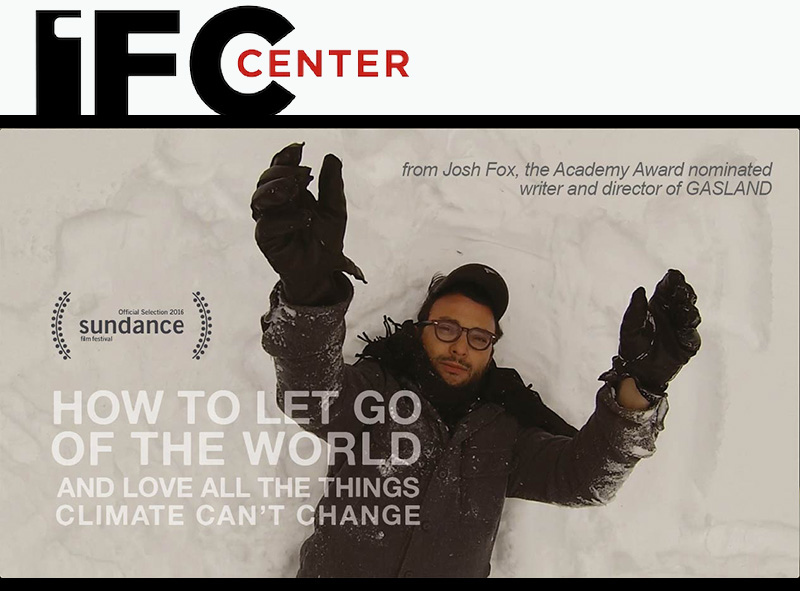 iFC CENTER
from Josh Fox, the Academy Award nominated
writer and director of GASLAND
Official Selection 2016
sundance
film festival
HOW TO LET GO
OF THE WORLD
AND LOVE ALL THE THINGS
CLIMATE CAN'T CHANGE